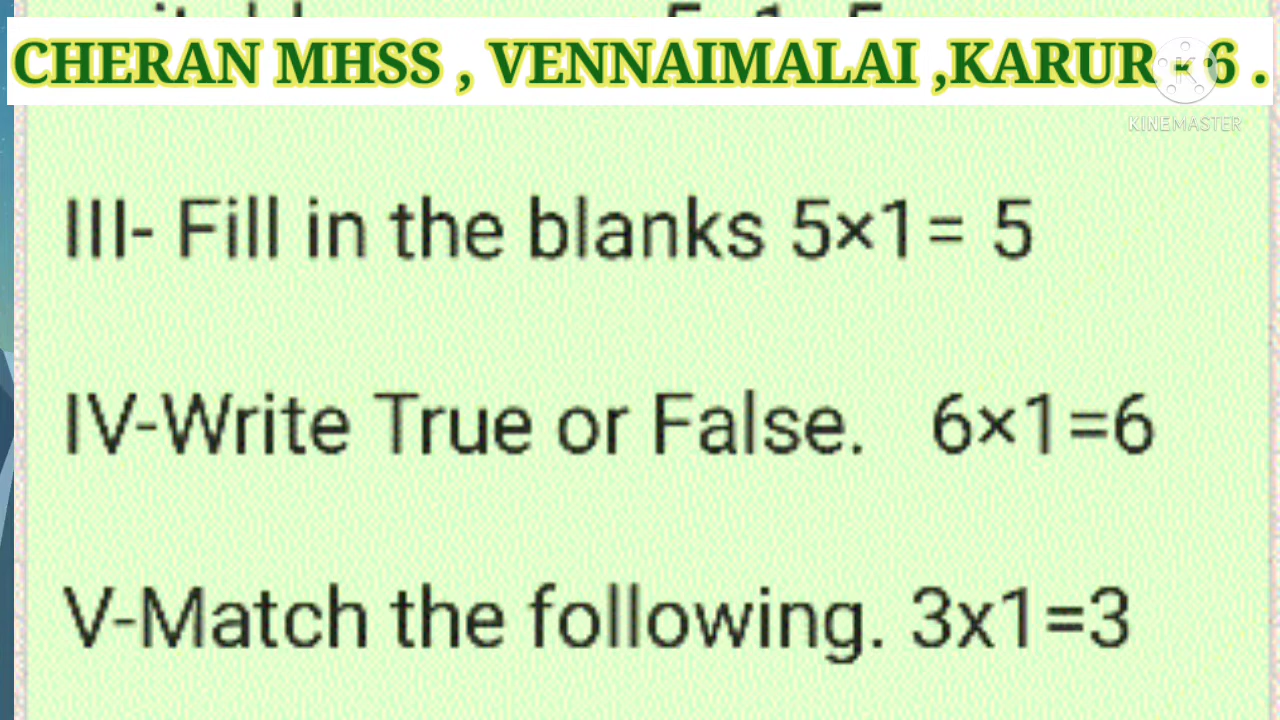 CHERAN MHSS , VENNAIMALAI ,KARUR - 6 .
KINEMASTER
III- Fill in the blanks 5×1= 5
IV-Write True or False. 6×1=6
V-Match the following. 3x1=3